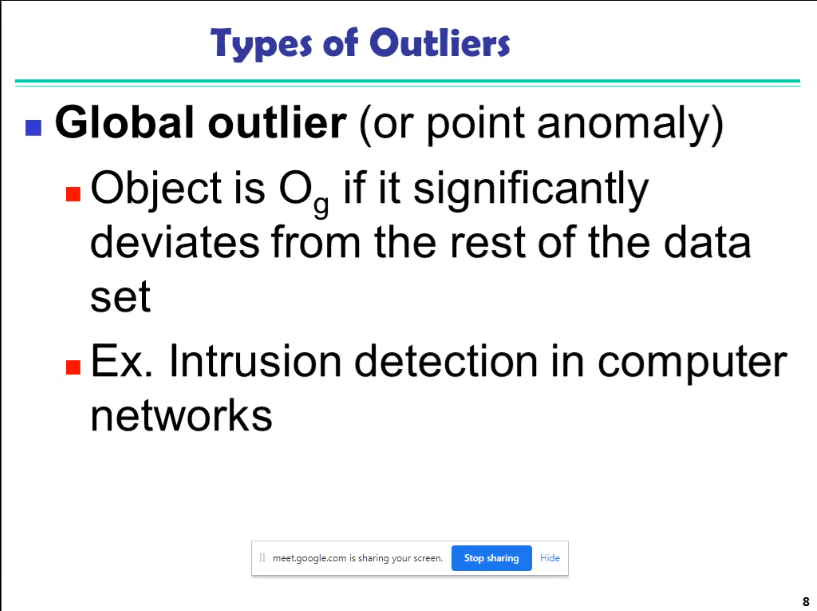 Types of Outliers
Global outlier (or point anomaly)
Object is Og if it significantly
deviates from the rest of the data
set
Ex. Intrusion detection in computer
networks
meet.google.com is sharing your screen. Stop sharing Hide
8